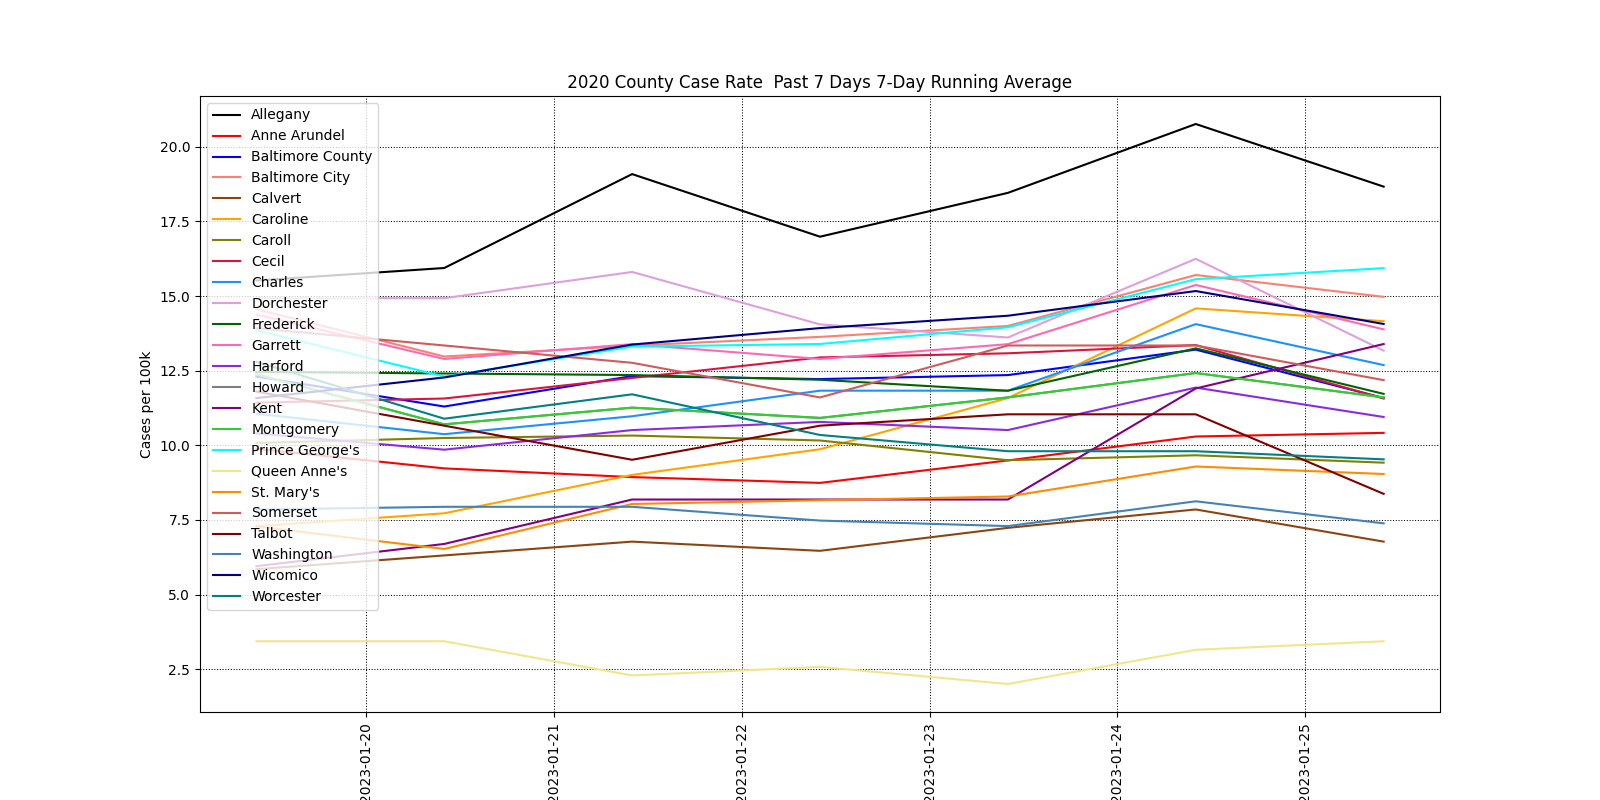 2020 County Case Rate  Past 7 Days 7-Day Running Average
Cases per 100k
20.0
17.5
15.0
12.5
10.0
7.5
5.0
2.5
Allegany
Anne Arundel
Baltimore County
Baltimore City
Calvert
Caroline
Caroll
Cecil
Charles
Dorchester
Frederick
Garrett
Harford
Howard
Kent
Montgomery
Prince George's
Queen Anne's
St. Mary's
Somerset
Talbot
Washington
Wicomico
Worcester
2023-01-20
2023-01-21
2023-01-22
2023-01-23
2023-01-24
2023-01-25